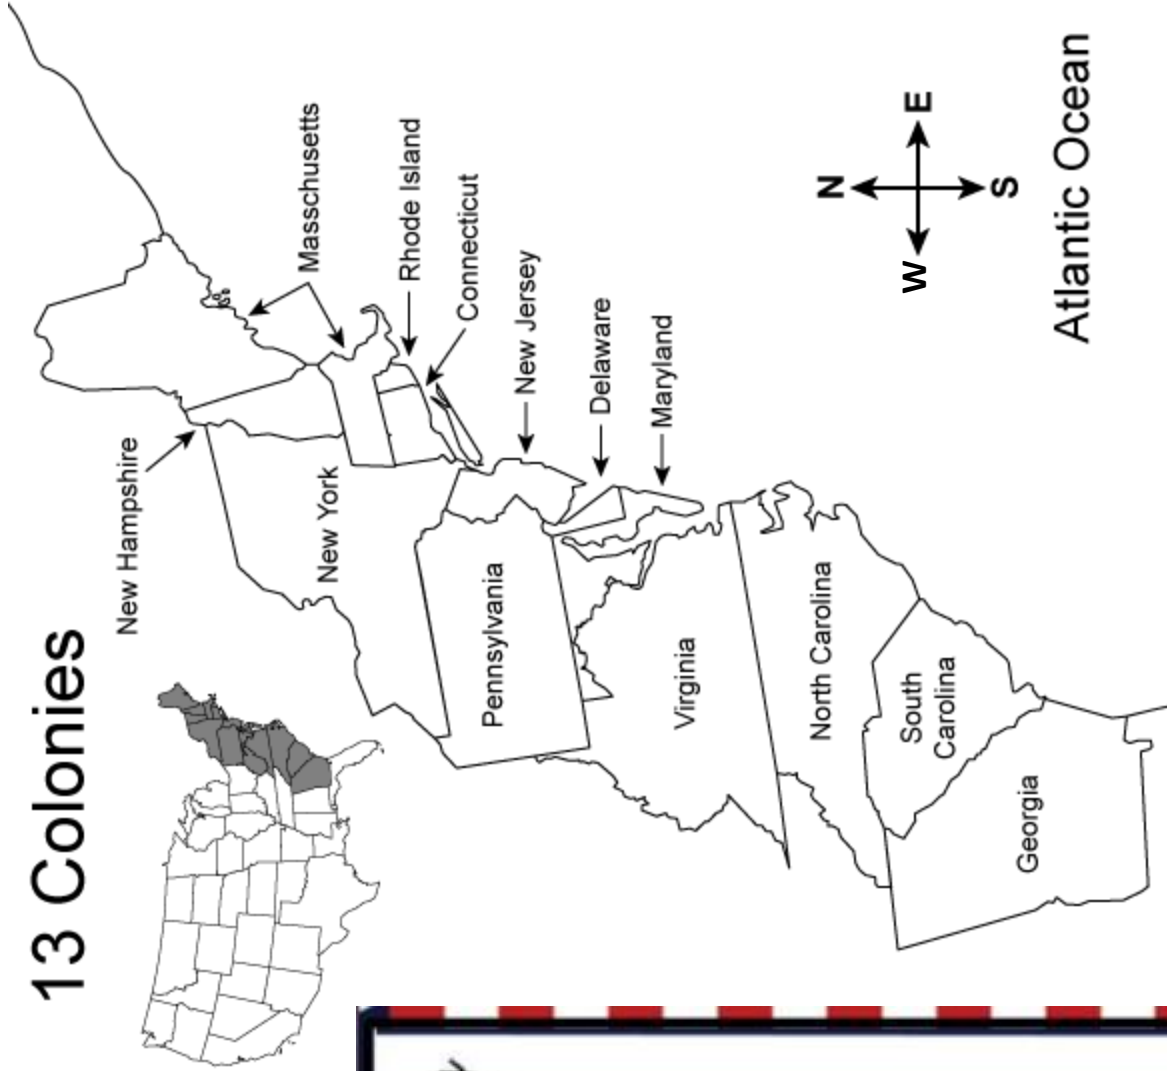 13 Colonies
New Hampshire
Masschusetts
Rhode Island
Connecticut
New York
New Jersey
Pennsylvania
Delaware
Maryland
Virginia
North Carolina
South
Carolina
Georgia
N
W
E
S
Atlantic Ocean